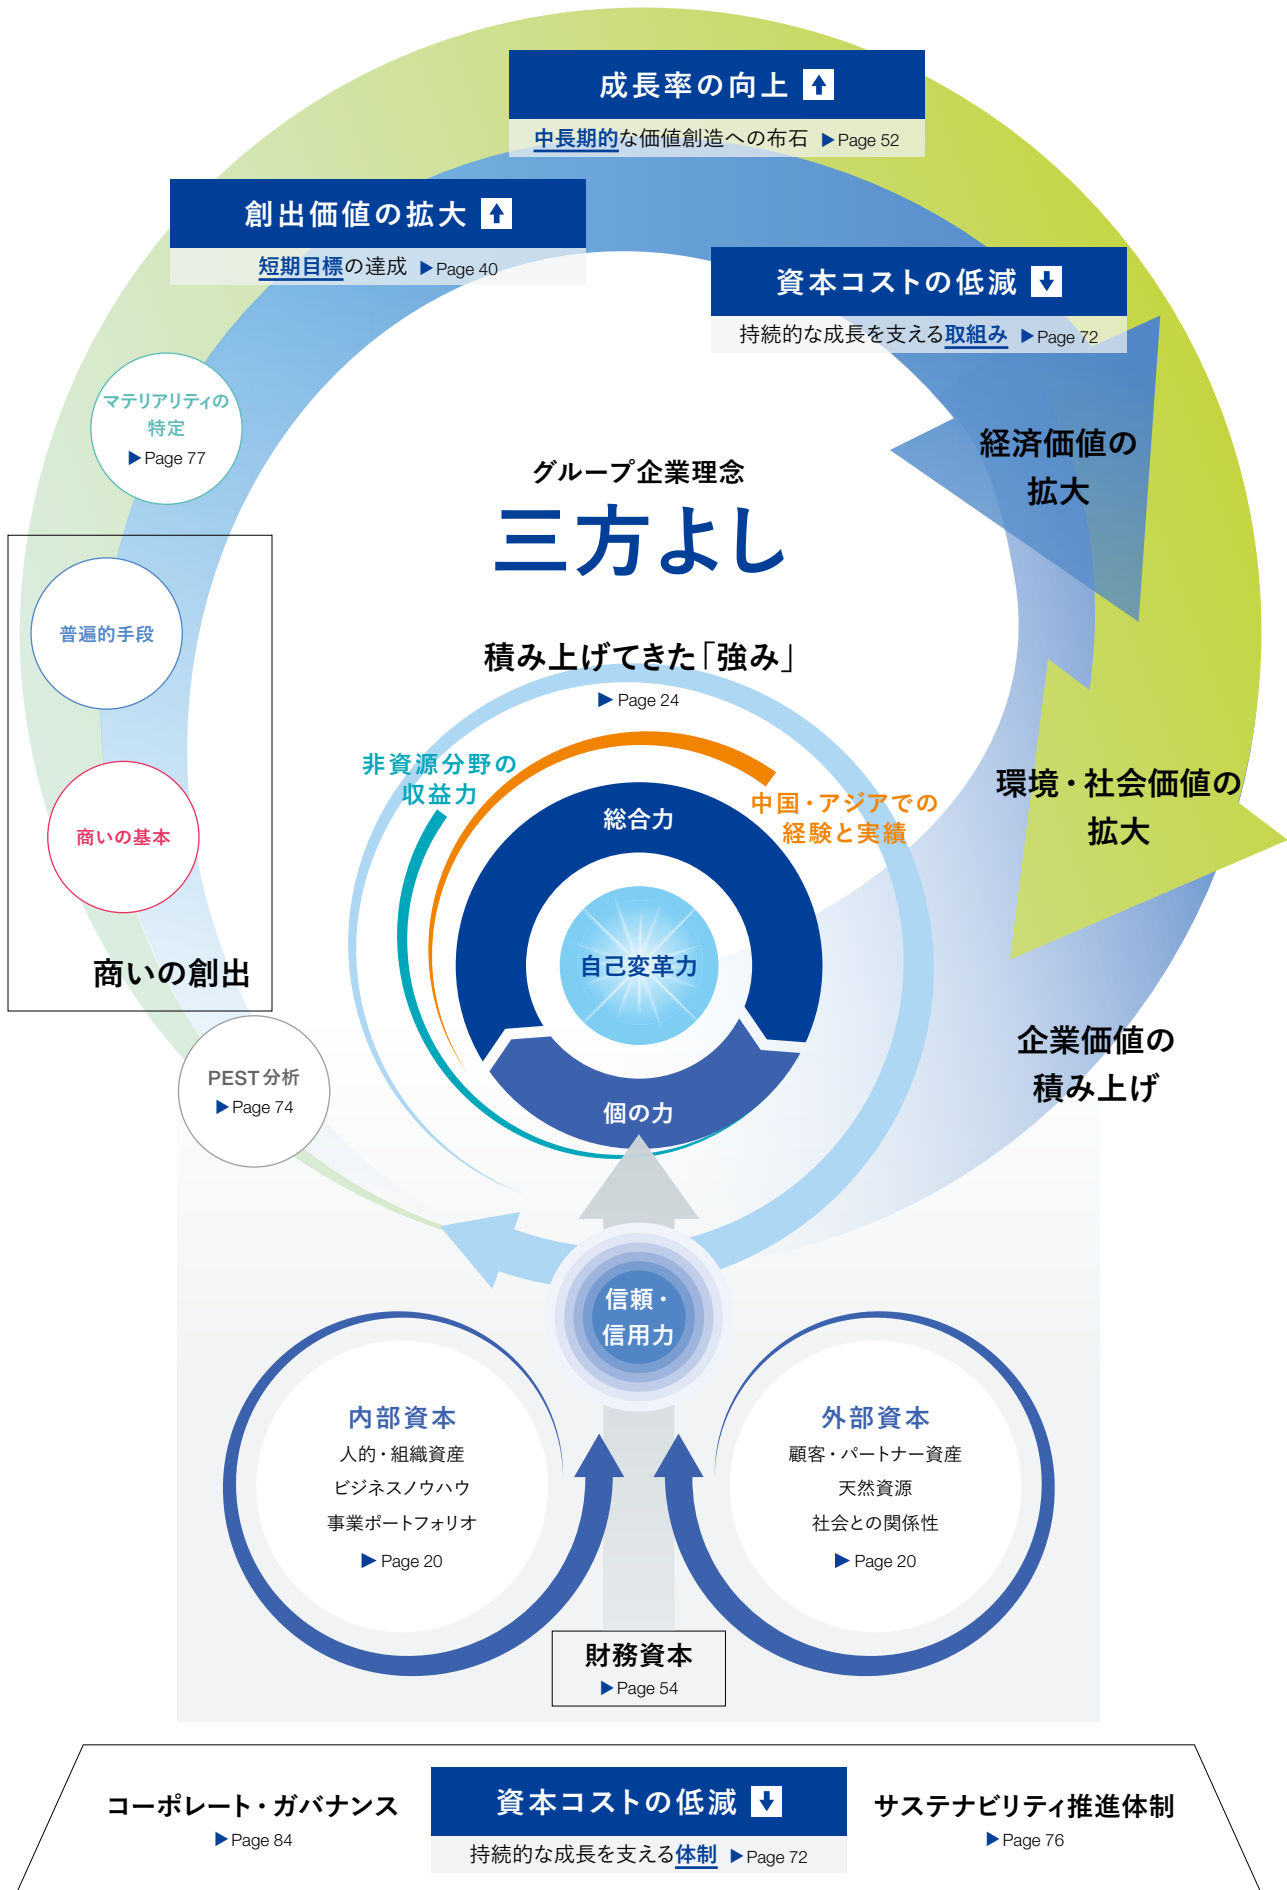 成長率の向上
中長期的な価値創造への布石 ▶Page 52
創出価値の拡大
短期目標の達成 ▶Page 40
資本コストの低減
持続的な成長を支える取組み ▶Page 72
マテリアリティの
特定
▶Page 77
経済価値の
拡大
グループ企業理念
三方よし
普遍的手段
積み上げてきた「強み」
▶ Page 24
非資源分野の
収益力
中国・アジアでの
経験と実績
環境・社会価値の
拡大
商いの基本
総合力
商いの創出
自己変革力
企業価値の
積み上げ
PEST分析
▶Page 74
個の力
信頼・
信用力
内部資本
人的・組織資産
ビジネスノウハウ
事業ポートフォリオ
▶ Page 20
外部資本
顧客・パートナー資産
天然資源
社会との関係性
▶ Page 20
財務資本
▶Page 54
コーポレート・ガバナンス
▶Page 84
資本コストの低減
持続的な成長を支える体制 ▶Page 72
サステナビリティ推進体制
▶Page 76